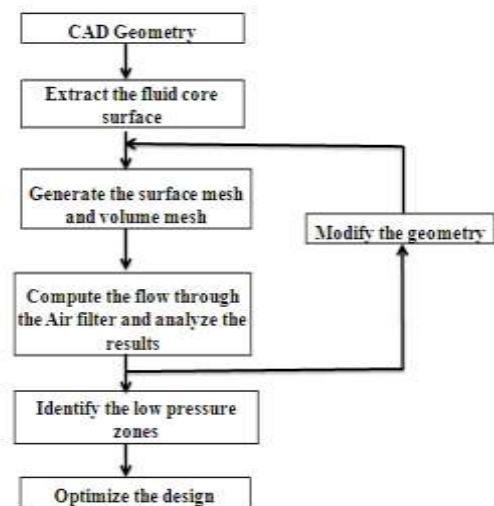 CAD Geometry
Extract the fluid core
surface
Generate the surface mesh
and volume mesh
Modify the geometry
Compute the flow through
the Air filter and analyze the
results
Identify the low pressure
zones
Optimize the design